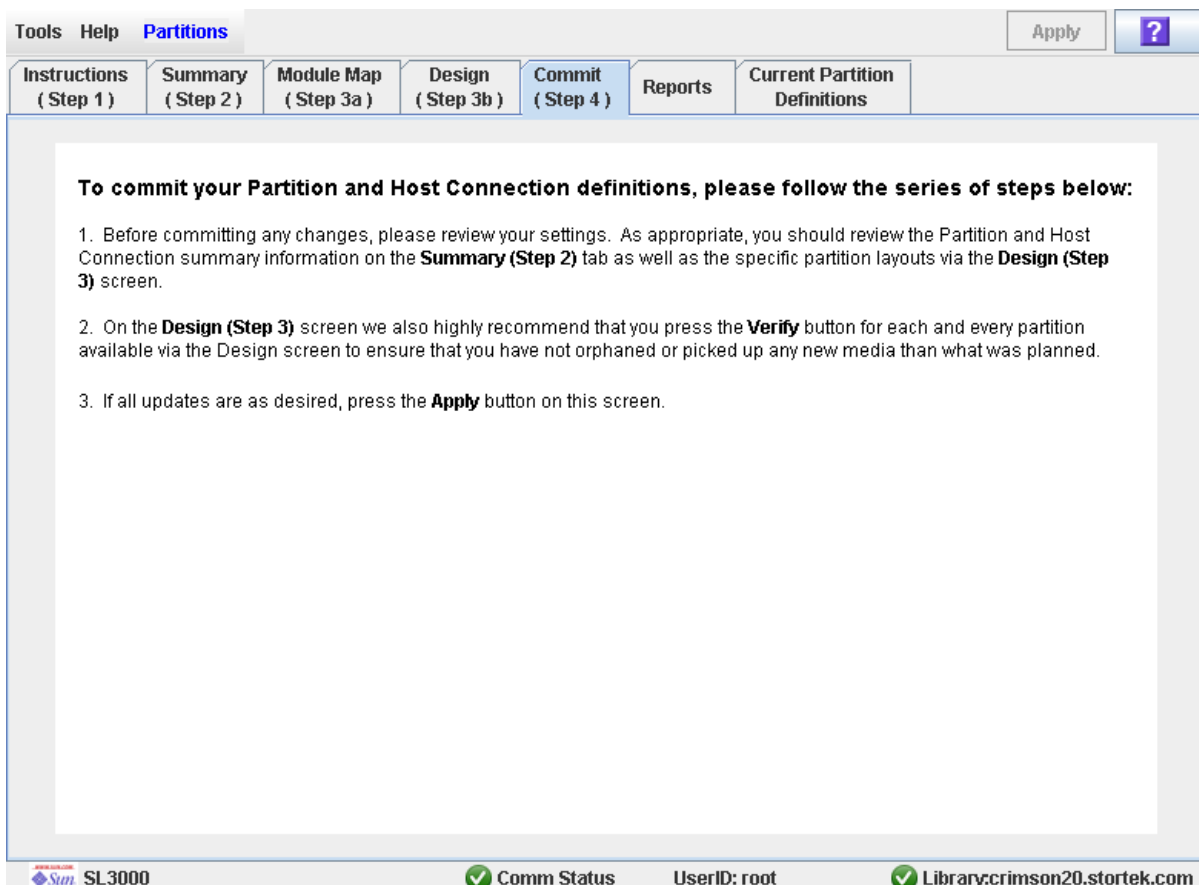 Tools Help Partitions Apply ?
Instructions Summary Module Map Design Commit Reports Current Partition
( Step 1 ) ( Step 2 ) ( Step 3a ) ( Step 3b ) ( Step 4 ) Definitions
To commit your Partition and Host Connection definitions, please follow the series of steps below:
1. Before committing any changes, please review your settings. As appropriate, you should review the Partition and Host
Connection summary information on the Summary (Step 2) tab as well as the specific partition layouts via the Design (Step
3) screen.
2. On the Design (Step 3) screen we also highly recommend that you press the Verify button for each and every partition
available via the Design screen to ensure that you have not orphaned or picked up any new media than what was planned.
3. If all updates are as desired, press the Apply button on this screen.
Sun SL3000 Comm Status UserID: root Library:crimson20.stortek.com